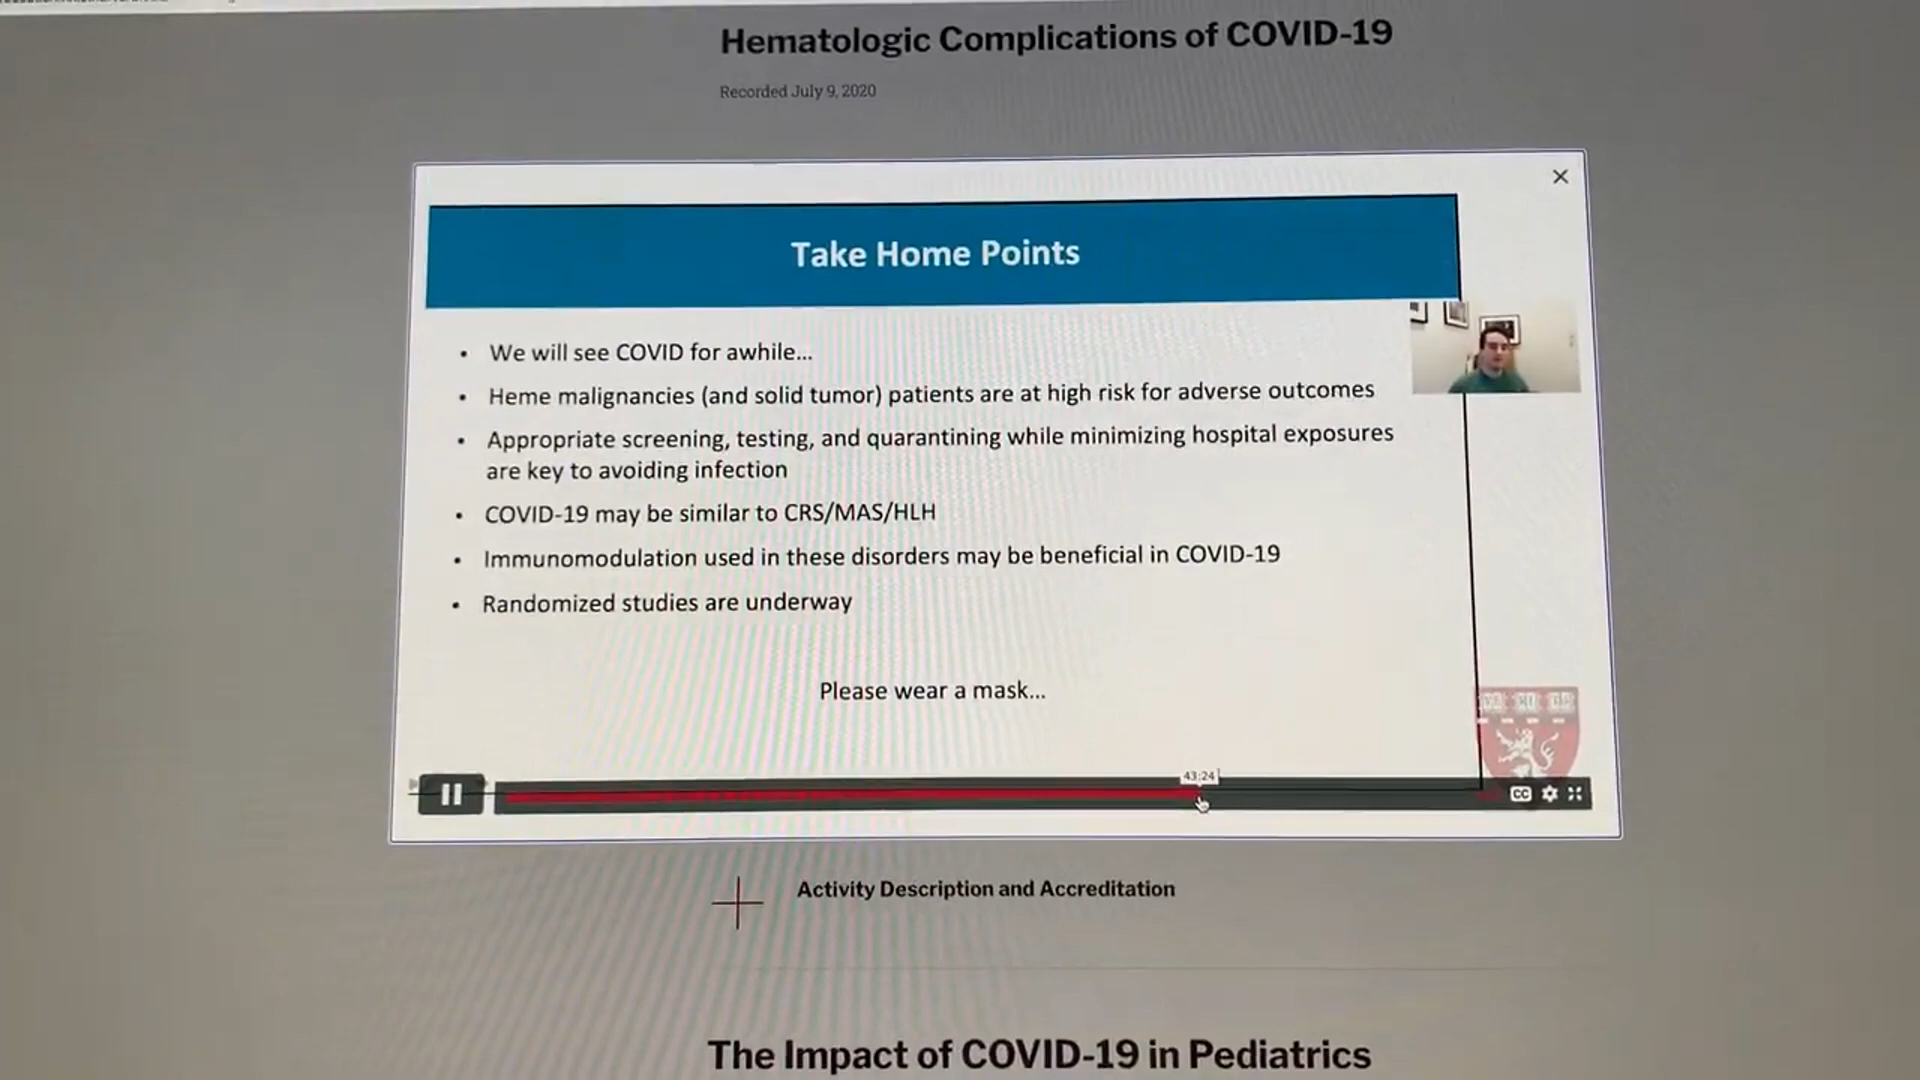 Hematologic Complications of COVID-19
Recorded July 9, 2020
Take Home Points
• We will see COVID for awhile...
• Heme malignancies (and solid tumor) patients are at high risk for adverse outcomes
• Appropriate screening, testing, and quarantining while minimizing hospital exposures
are key to avoiding infection
• COVID-19 may be similar to CRS/MAS/HLH
• Immunomodulation used in these disorders may be beneficial in COVID-19
• Randomized studies are underway
Please wear a mask...
43:24
CC
Activity Description and Accreditation
The Impact of COVID-19 in Pediatrics